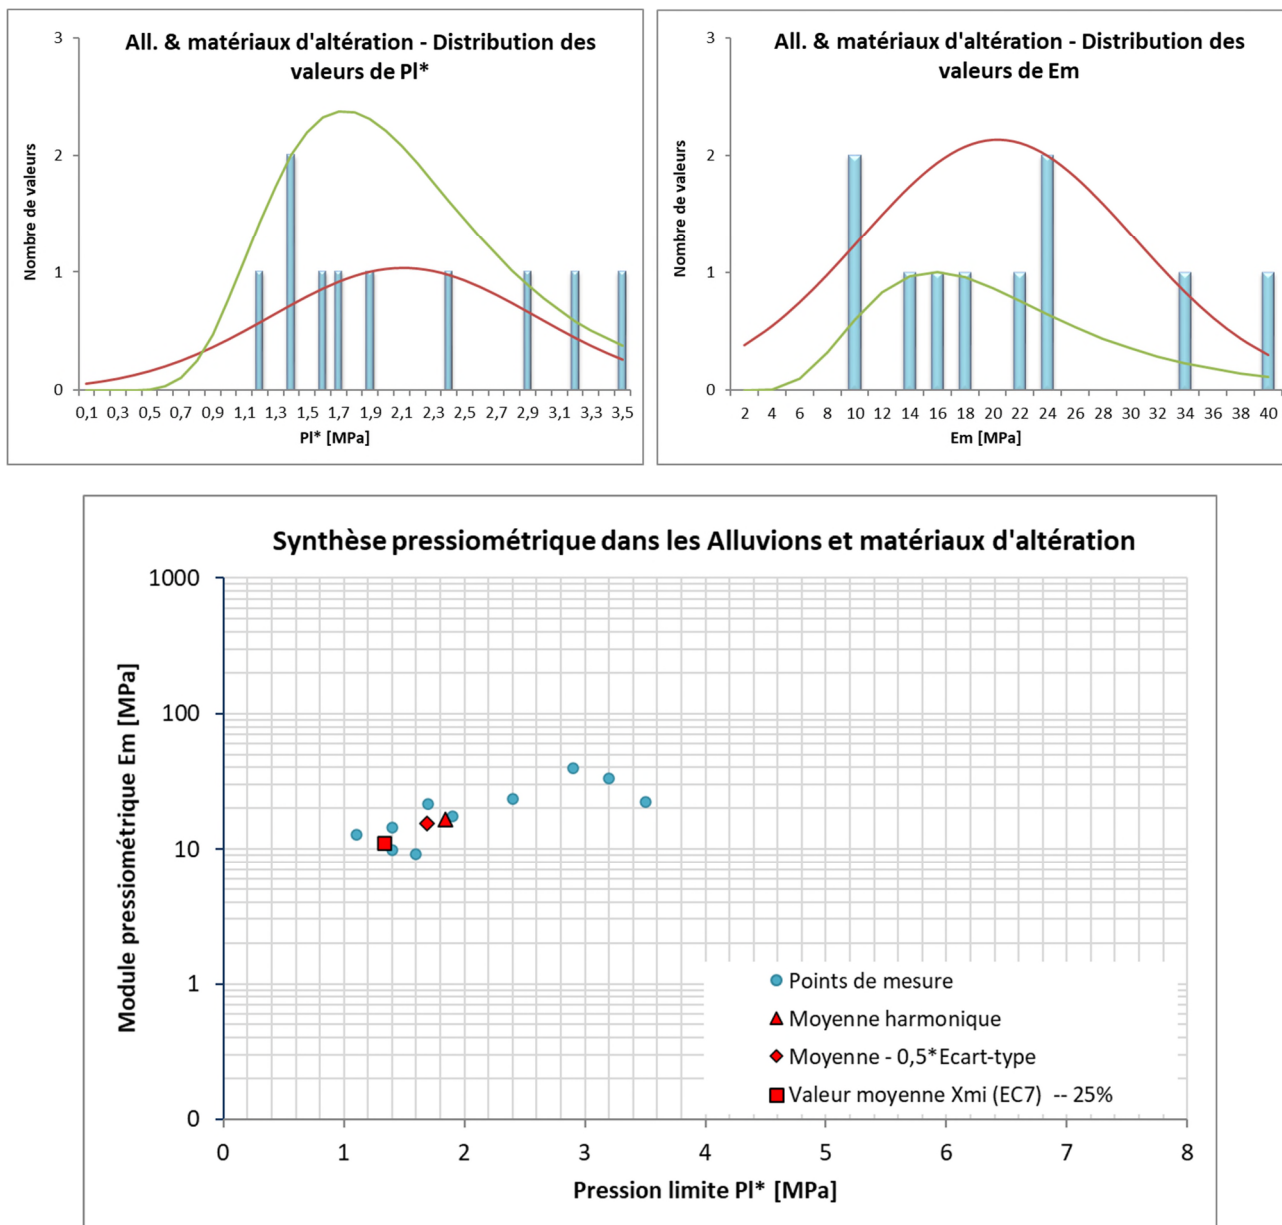 All. & matériaux d'altération - Distribution des
valeurs de Pl*
Nombre de valeurs
3
2
1
0
0,1 0,3 0,5 0,7 0,9 1,1 1,3 1,5 1,7 1,9 2,1 2,3 2,5 2,7 2,9 3,1 3,3 3,5
Pl* [MPa]
All. & matériaux d'altération - Distribution des
valeurs de Em
Nombre de valeurs
3
2
1
0
2 4 6 8 10 12 14 16 18 20 22 24 26 28 30 32 34 36 38 40
Em [MPa]
Synthèse pressiométrique dans les Alluvions et matériaux d'altération
Module pressiométrique Em [MPa]
1000
100
10
1
0
Points de mesure
Moyenne harmonique
Moyenne - 0,5*Ecart-type
Valeur moyenne Xmi (EC7) -- 25%
0 1 2 3 4 5 6 7 8
Pression limite Pl* [MPa]